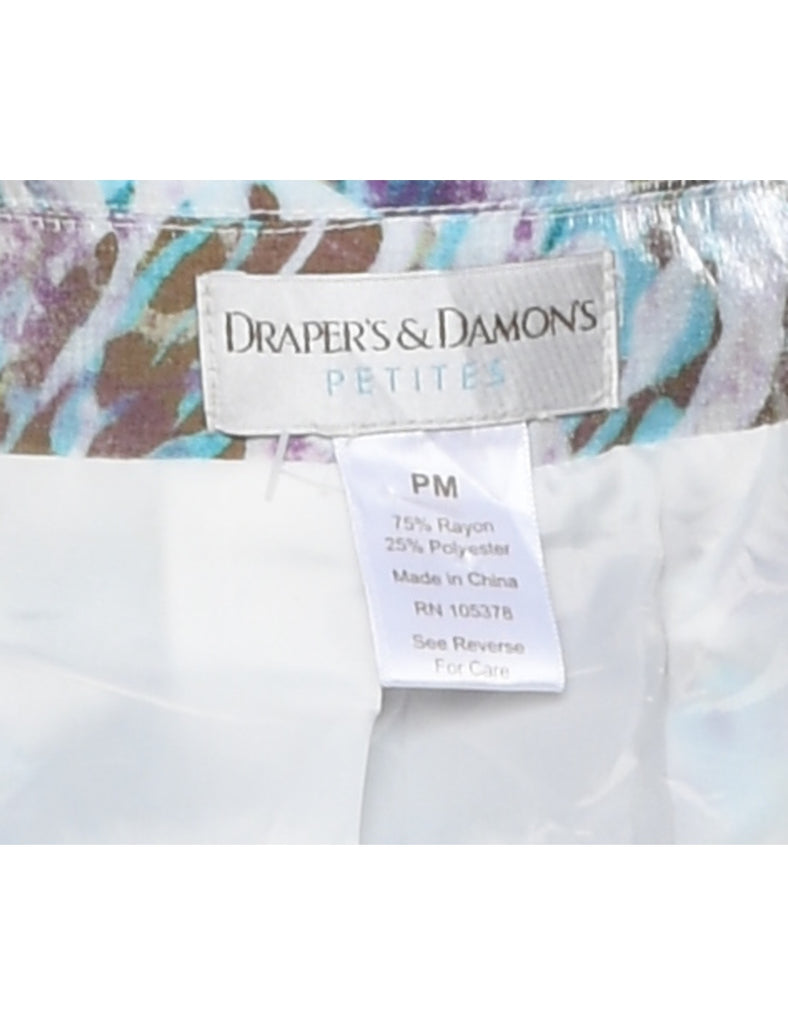 DRAPER'S & DAMON'S
PETITES
PM
75% Rayon
25% Polyester
Made in China
RN 105378
See Reverse
For Care